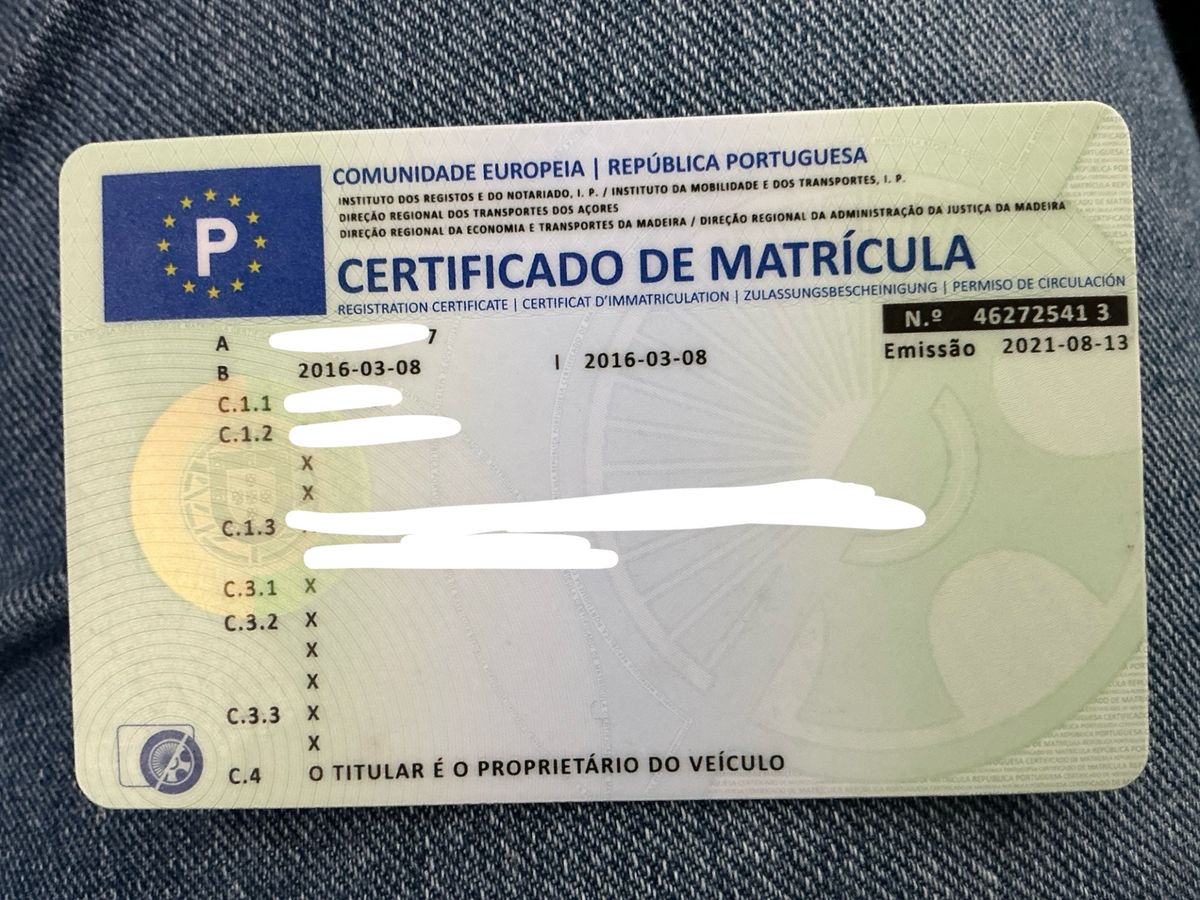 P
COMUNIDADE EUROPEIA | REPÚBLICA PORTUGUESA
INSTITUTO DOS REGISTOS E DO NOTARIADO, I. P. / INSTITUTO DA MOBILIDADE E DOS TRANSPORTES, I. P.
DIREÇÃO REGIONAL DOS TRANSPORTES DOS AÇORES
DIREÇÃO REGIONAL DA ECONOMIA E TRANSPORTES DA MADEIRA / DIREÇÃO REGIONAL DA ADMINISTRAÇÃO DA JUSTIÇA DA MADEIRA
CERTIFICADO DE MATRÍCULA
REGISTRATION CERTIFICATE | CERTIFICAT D'IMMATRICULATION | ZULASSUNGSBESCHEINIGUNG | PERMISO DE CIRCULACIÓN
N.º 46272541 3
Emissão 2021-08-13
A 7
B 2016-03-08 I 2016-03-08
C.1.1
C.1.2
X
X
C.1.3
C.3.1 X
C.3.2 X
X
X
C.3.3 X
X
C.4 O TITULAR É O PROPRIETÁRIO DO VEÍCULO